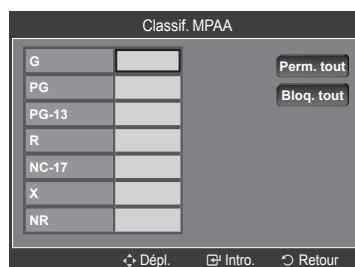 Classif. MPAA
G
Perm. tout
PG
Bloq. tout
PG-13
R
NC-17
X
NR
Dépl. Intro. Retour